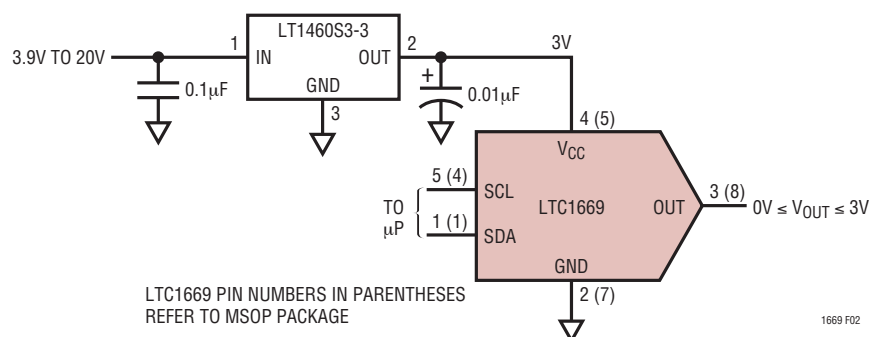 LT1460S3-3
3.9V TO 20V
1
IN
OUT
2
3V
GND
3
0.1µF
+
0.01µF
4 (5)
VCC
5 (4)
SCL
TO
µP
LTC1669
OUT
3 (8)
0V ≤ VOUT ≤ 3V
1 (1)
SDA
GND
2 (7)
LTC1669 PIN NUMBERS IN PARENTHESES
REFER TO MSOP PACKAGE
1669 F02